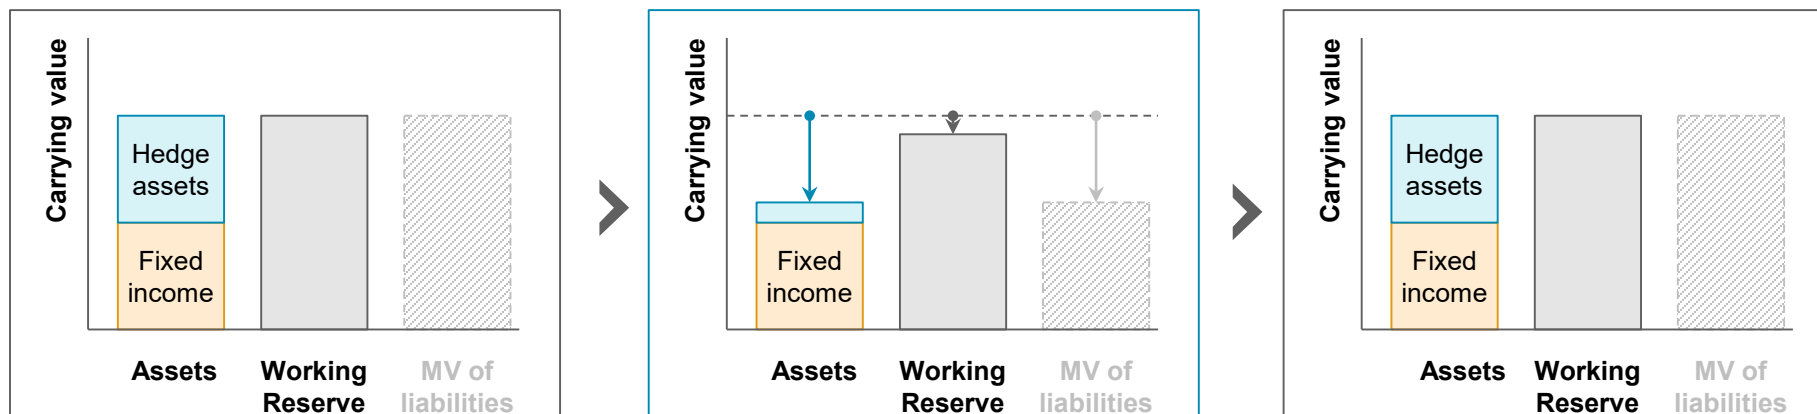 Carrying value
Hedge
assets
Fixed
income
Assets
Working
Reserve
MV of
liabilities
Carrying value
Fixed
income
Assets
Working
Reserve
MV of
liabilities
Carrying value
Hedge
assets
Fixed
income
Assets
Working
Reserve
MV of
liabilities